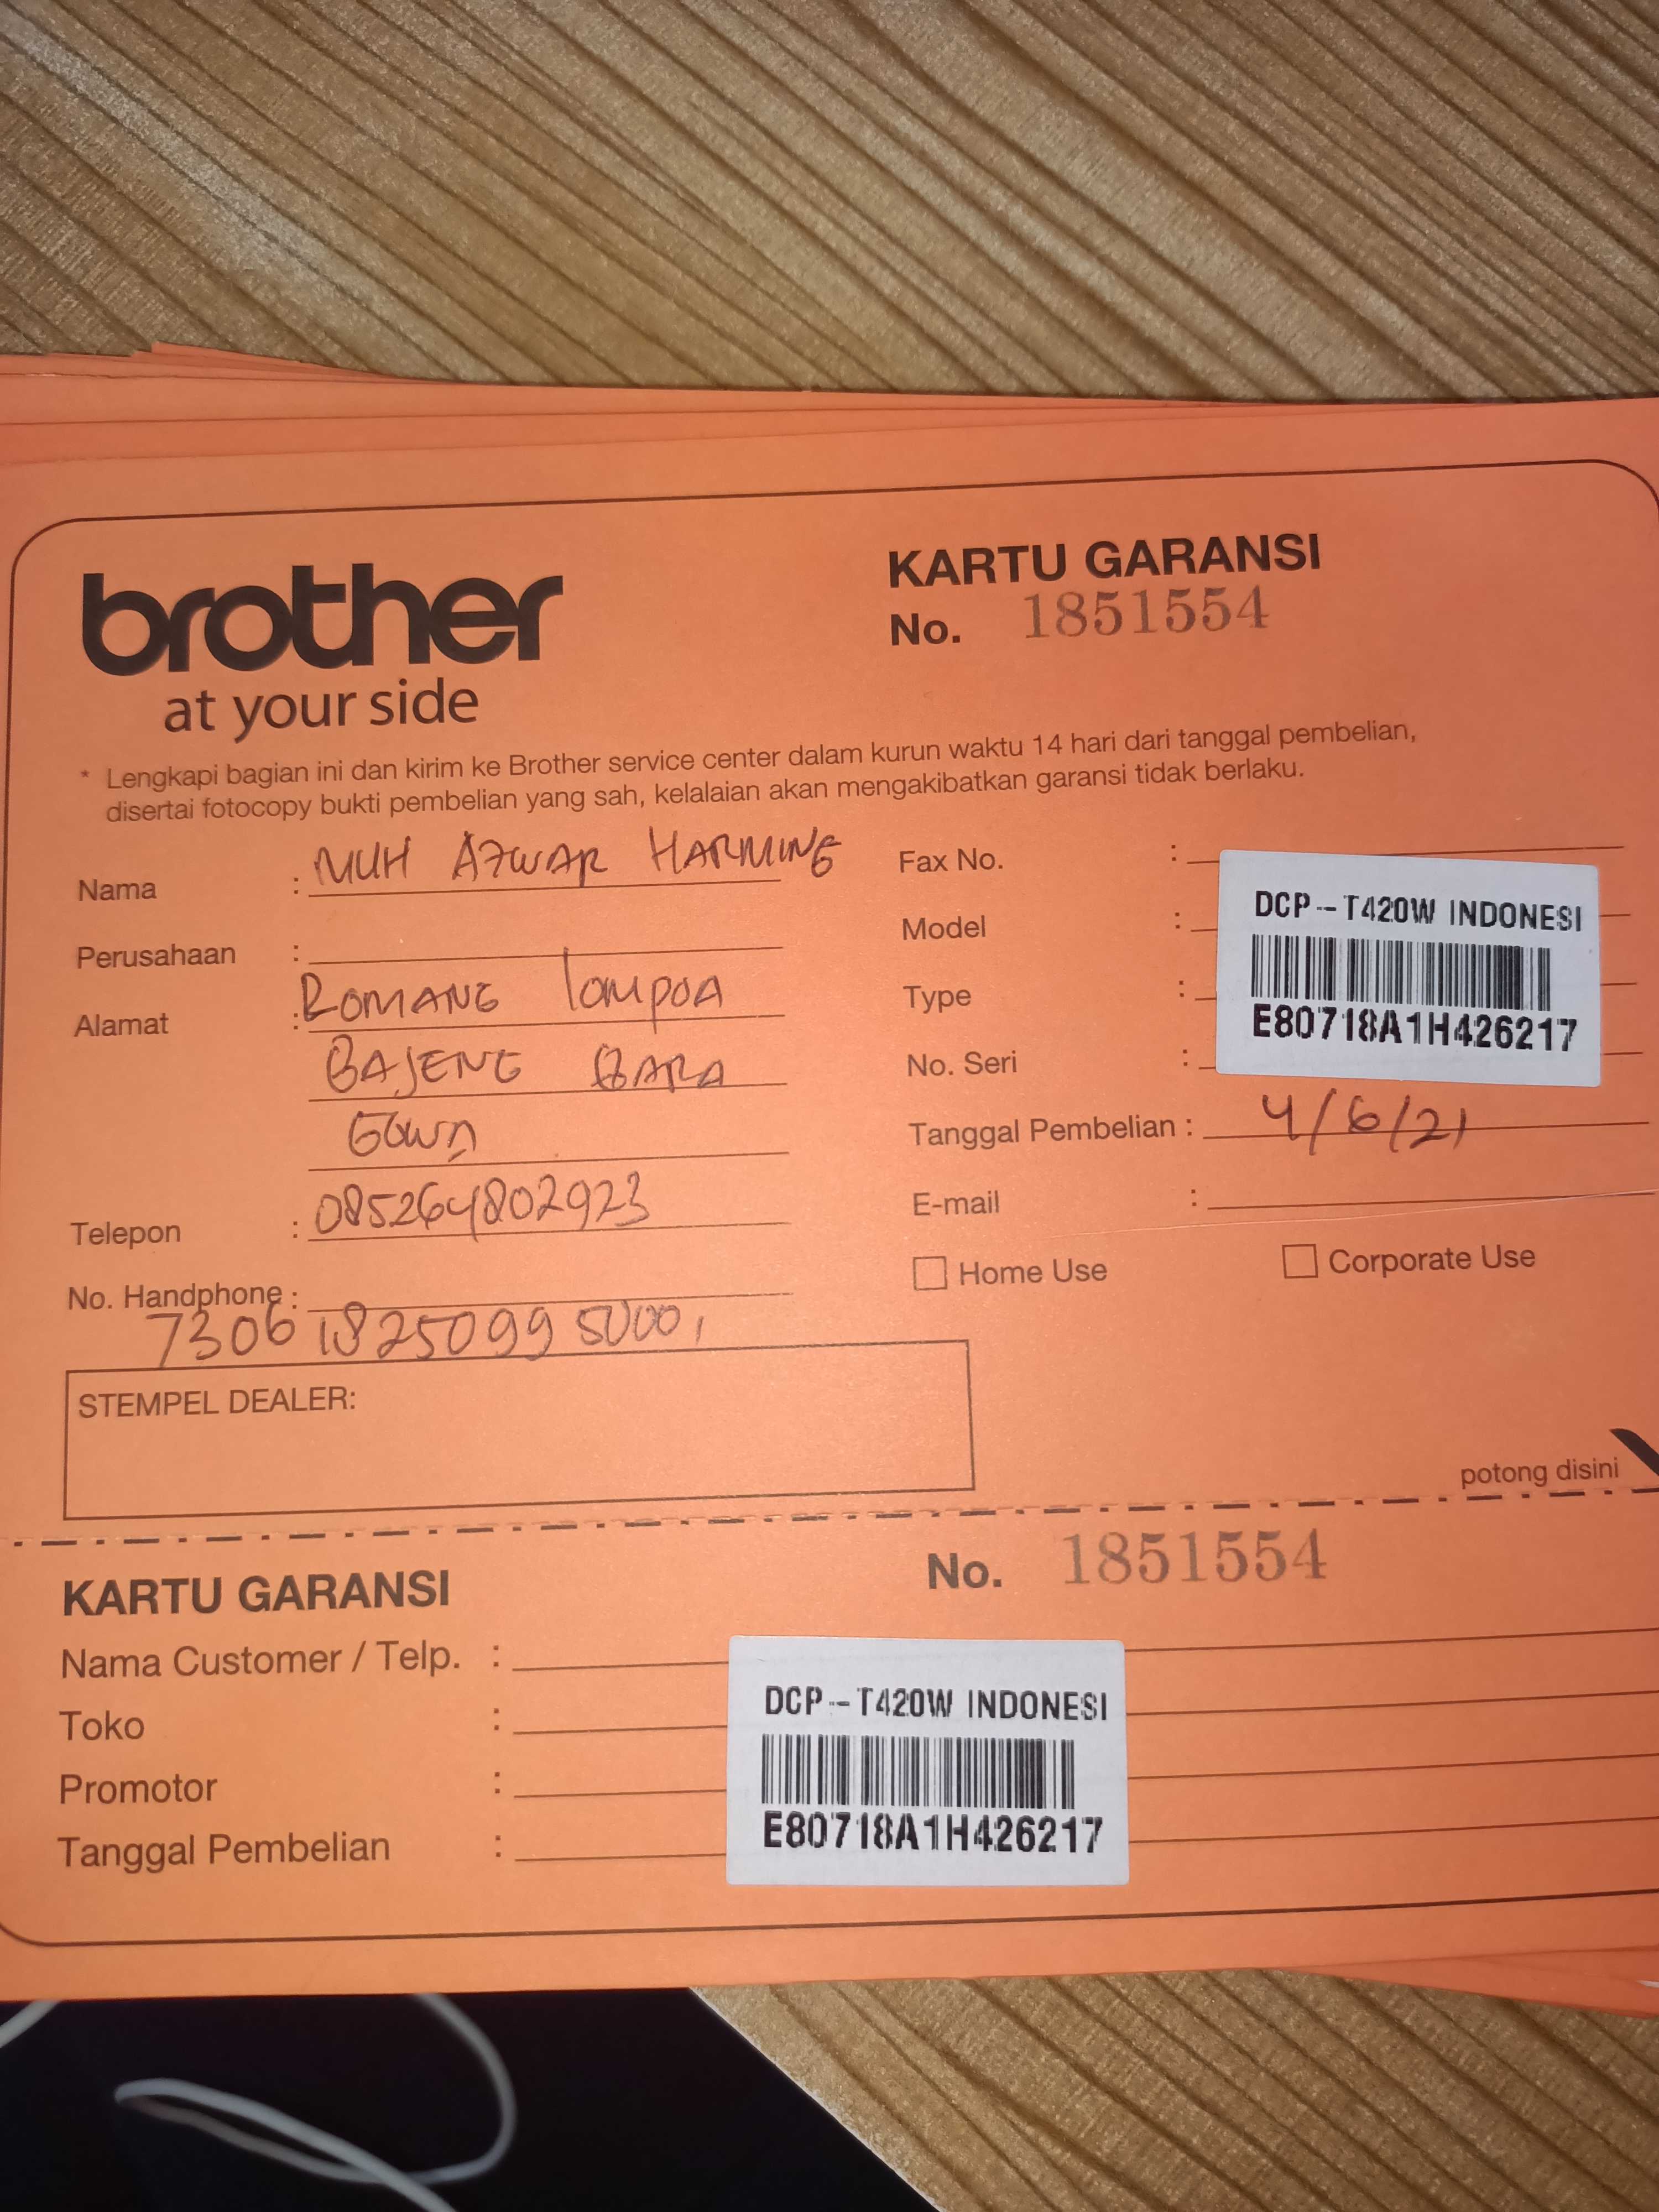 brother
at your side
KARTU GARANSI
No. 1851554
* Lengkapi bagian ini dan kirim ke Brother service center dalam kurun waktu 14 hari dari tanggal pembelian,
disertai fotocopy bukti pembelian yang sah, kelalaian akan mengakibatkan garansi tidak berlaku.
Nama : MUH AZWAR HARMING
Perusahaan :
Alamat : ROMANG lompoA
BAJENG BARA
GOWA
Telepon : 085264802923
No. Handphone :
7306 1825099 50001
STEMPEL DEALER:
Fax No. :
Model :
Type :
No. Seri :
DCP-T420W INDONESI
E80718A1H426217
Tanggal Pembelian : 4/6/21
E-mail :
Home Use Corporate Use
potong disini
KARTU GARANSI
No. 1851554
Nama Customer / Telp. :
Toko :
Promotor :
Tanggal Pembelian :
DCP-T420W INDONESI
E80718A1H426217